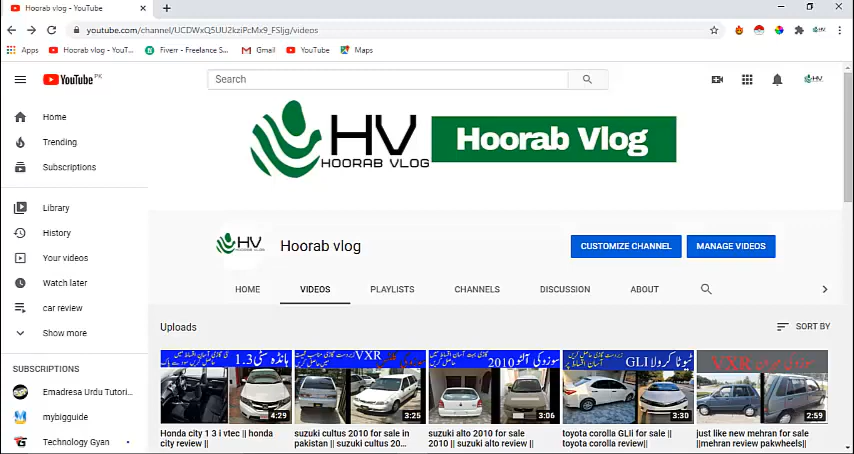 Hoorab vlog - YouTube
youtube.com/channel/UCDWxQ5UU2kziPcMx9_FSljg/videos
Apps
Hoorab vlog - YouT...
Fiverr - Freelance S...
Gmail
YouTube
Maps
YouTube PK
Search
HV
Home
HV
HOORAB VLOG
Hoorab Vlog
Trending
Subscriptions
Library
History
HV
Hoorab vlog
CUSTOMIZE CHANNEL
MANAGE VIDEOS
Your videos
Watch later
HOME
VIDEOS
PLAYLISTS
CHANNELS
DISCUSSION
ABOUT
car review
Show more
Uploads
SORT BY
SUBSCRIPTIONS
Emadresa Urdu Tutori...
mybigguide
Technology Gyan
ہانڈہ سٹی 1.3
VXR
سوزوکی آلٹو 2010
ٹیوٹا کرولا GLI
سوزوکی مہران VXR
4:29
3:25
3:06
3:30
2:59
Honda city 1 3 i vtec || honda
city review ||
suzuki cultus 2010 for sale in
pakistan || suzuki cultus 20...
suzuki alto 2010 for sale
2010 || suzuki alto review ||
toyota corolla GLIi for sale ||
toyota corolla review ||
just like new mehran for sale
||mehran review pakwheels||